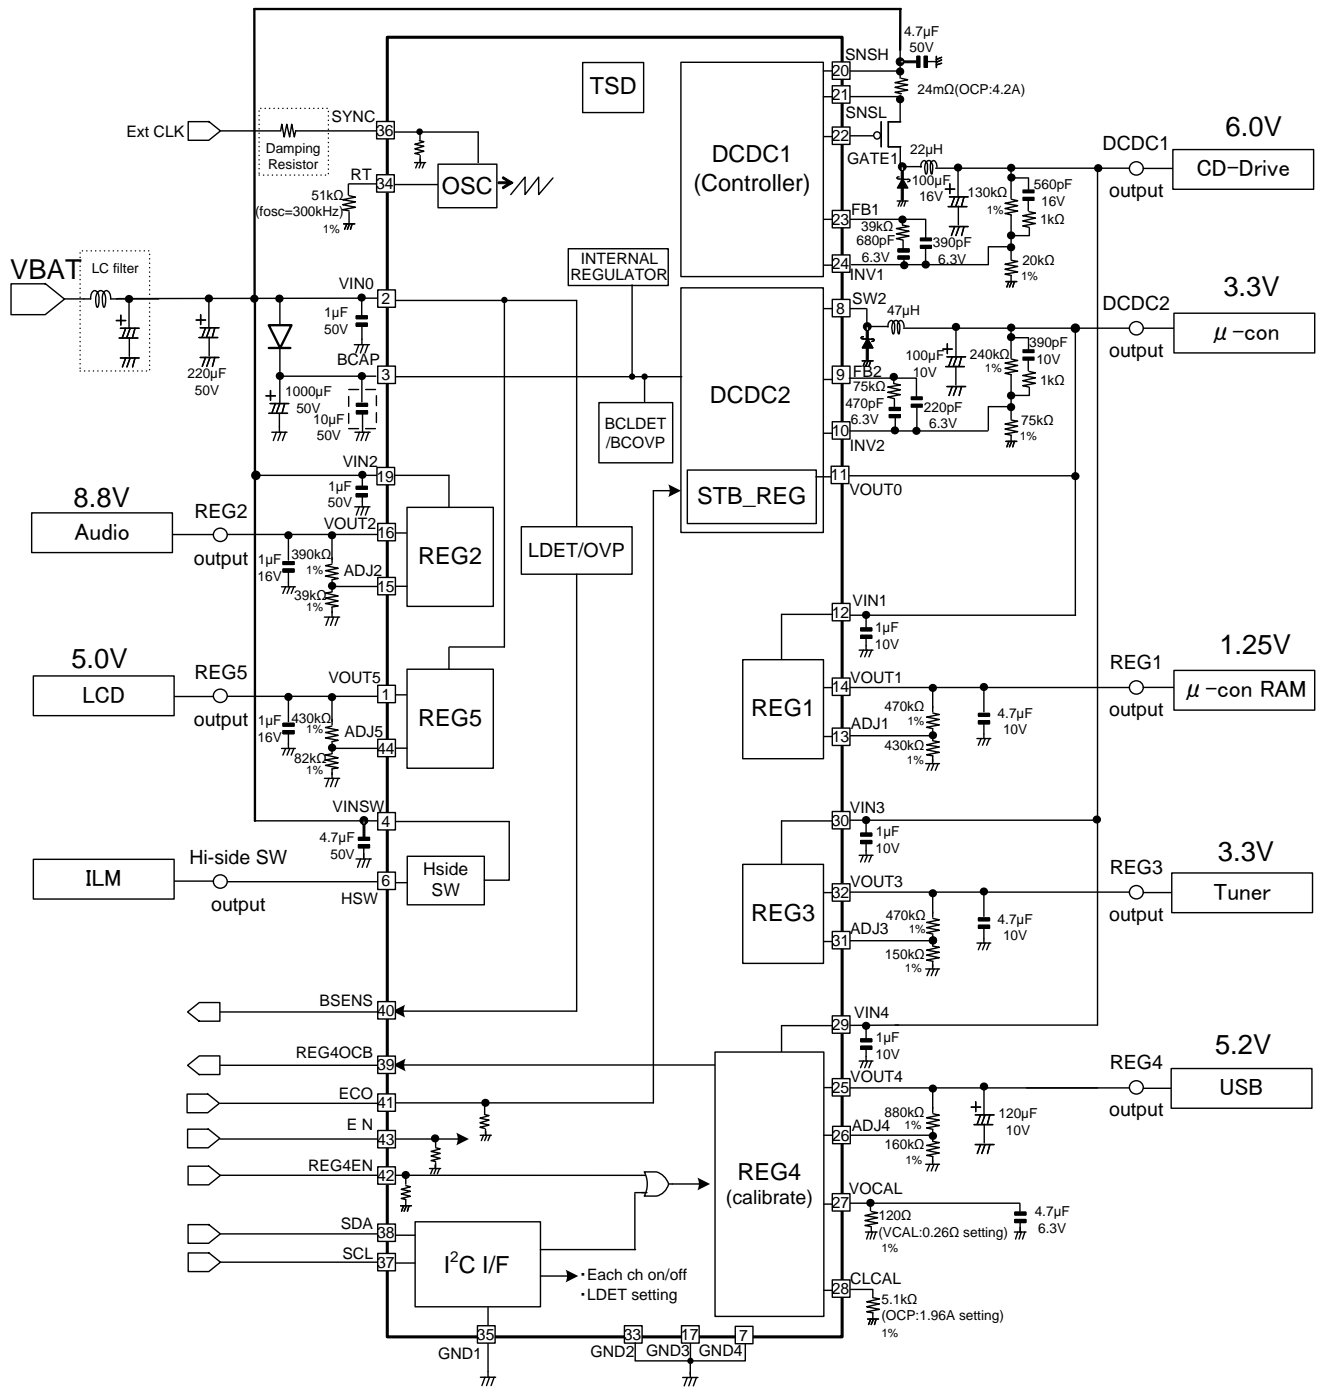 4.7μF
50V
SNSH
20
TSD
21
24mΩ(OCP:4.2A)
SNSL
Ext CLK
SYNC
36
Damping
Resistor
22
GATE1
DCDC1
(Controller)
22μH
DCDC1
output
6.0V
CD-Drive
RT
34
OSC
51kΩ
(fosc=300kHz)
1%
100μF
16V
130kΩ
1%
560pF
16V
1kΩ
23
FB1
39kΩ
680pF
6.3V
390pF
6.3V
24
INV1
20kΩ
1%
VBAT
LC filter
INTERNAL
REGULATOR
VIN0
2
1μF
50V
220μF
50V
BCAP
3
1000μF
50V
10μF
50V
DCDC2
8
SW2
47μH
DCDC2
output
3.3V
μ-con
100μF
10V
240kΩ
1%
390pF
10V
1kΩ
9
FB2
75kΩ
470pF
6.3V
220pF
6.3V
10
INV2
75kΩ
1%
BCLDET
/BCOVP
VIN2
19
1μF
50V
STB_REG
11
VOUT0
8.8V
Audio
REG2
output
VOUT2
16
REG2
1μF
16V
390kΩ
1%
ADJ2
15
39kΩ
1%
LDET/OVP
12
VIN1
1μF
10V
5.0V
LCD
REG5
output
VOUT5
1
REG5
1μF
16V
430kΩ
1%
ADJ5
44
82kΩ
1%
REG1
14
VOUT1
470kΩ
1%
4.7μF
10V
13
ADJ1
430kΩ
1%
REG1
output
1.25V
μ-con RAM
VINSW
4
4.7μF
50V
30
VIN3
1μF
10V
ILM
Hi-side SW
output
6
HSW
Hside
SW
REG3
32
VOUT3
470kΩ
1%
4.7μF
10V
31
ADJ3
150kΩ
1%
REG3
output
3.3V
Tuner
BSENS
40
29
VIN4
1μF
10V
REG4OCB
39
ECO
41
E N
43
REG4EN
42
REG4
(calibrate)
25
VOUT4
880kΩ
1%
120μF
10V
26
ADJ4
160kΩ
1%
REG4
output
5.2V
USB
27
VOCAL
120Ω
(VCAL:0.26Ω setting)
1%
4.7μF
6.3V
SDA
38
SCL
37
I²C I/F
・Each ch on/off
・LDET setting
28
CLCAL
5.1kΩ
(OCP:1.96A setting)
1%
35
GND1
33
GND2
17
GND3
7
GND4